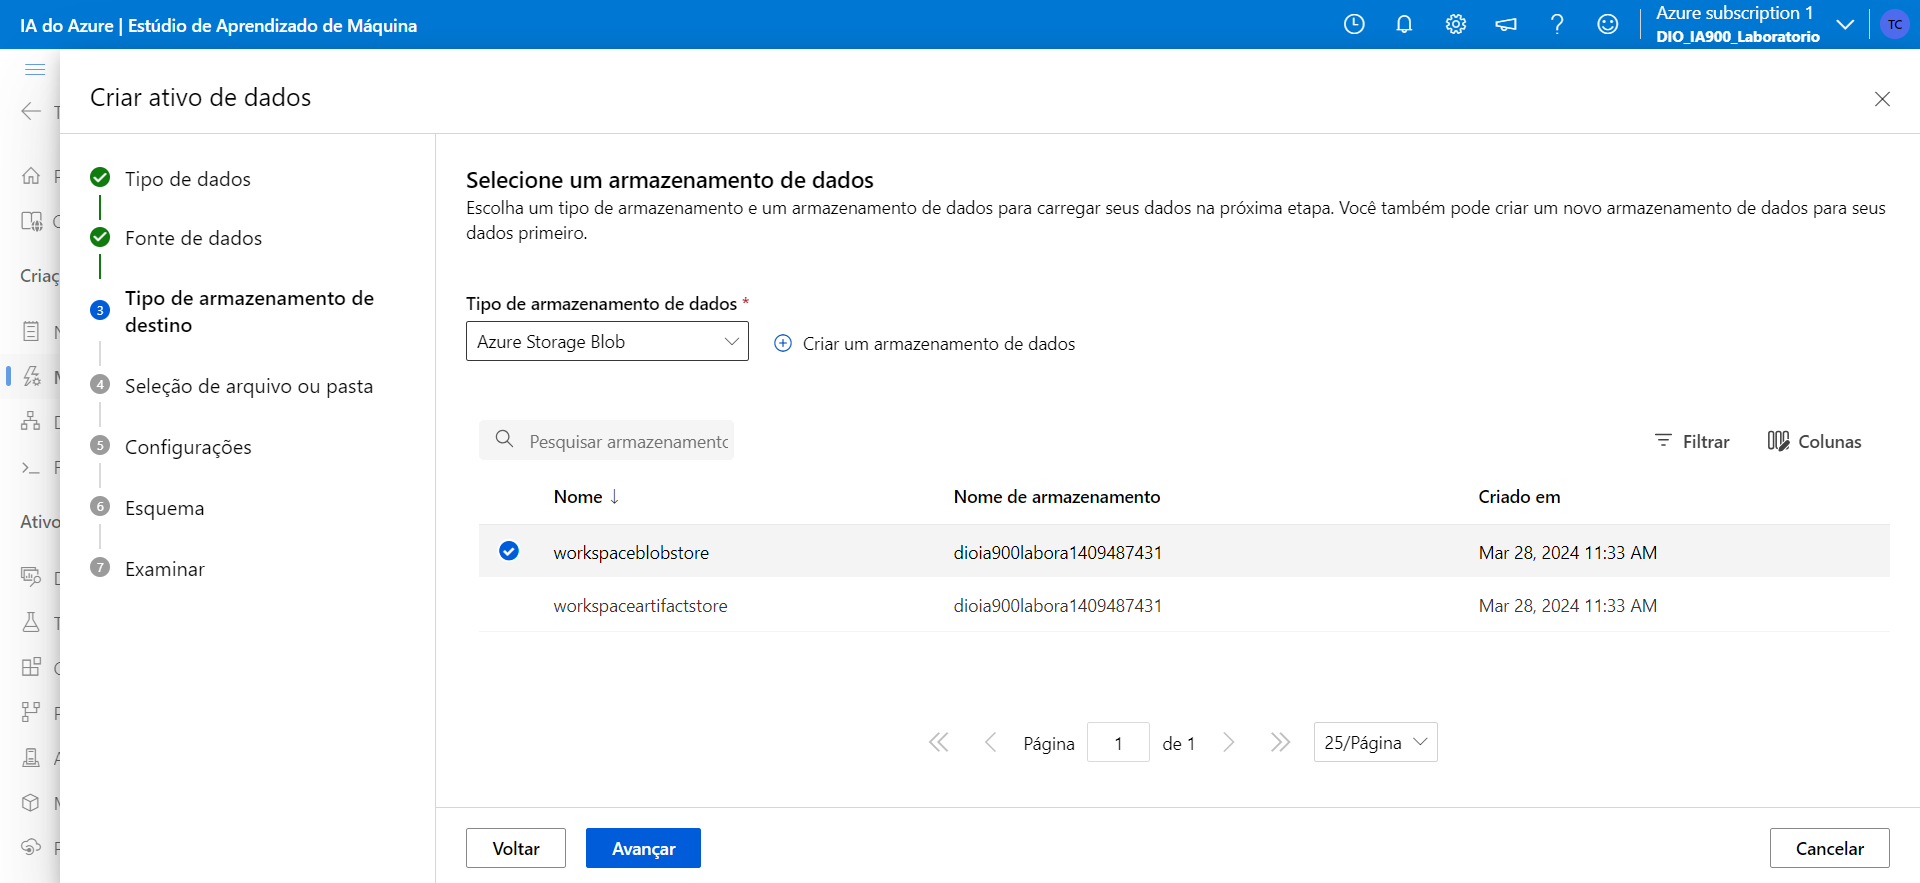 IA do Azure | Estúdio de Aprendizado de Máquina
Azure subscription 1
DIO_IA900_Laboratorio
TC
Criar ativo de dados
Criaç
Ativo
Tipo de dados
Fonte de dados
3
Tipo de armazenamento de
destino
4
Seleção de arquivo ou pasta
5
Configurações
6
Esquema
7
Examinar
Selecione um armazenamento de dados
Escolha um tipo de armazenamento e um armazenamento de dados para carregar seus dados na próxima etapa. Você também pode criar um novo armazenamento de dados para seus
dados primeiro.
Tipo de armazenamento de dados *
Azure Storage Blob
Criar um armazenamento de dados
Pesquisar armazenamento
Filtrar
Colunas
Nome ↓
Nome de armazenamento
Criado em
workspaceblobstore
dioia900labora1409487431
Mar 28, 2024 11:33 AM
workspaceartifactstore
dioia900labora1409487431
Mar 28, 2024 11:33 AM
Página 1 de 1
25/Página
Voltar
Avançar
Cancelar